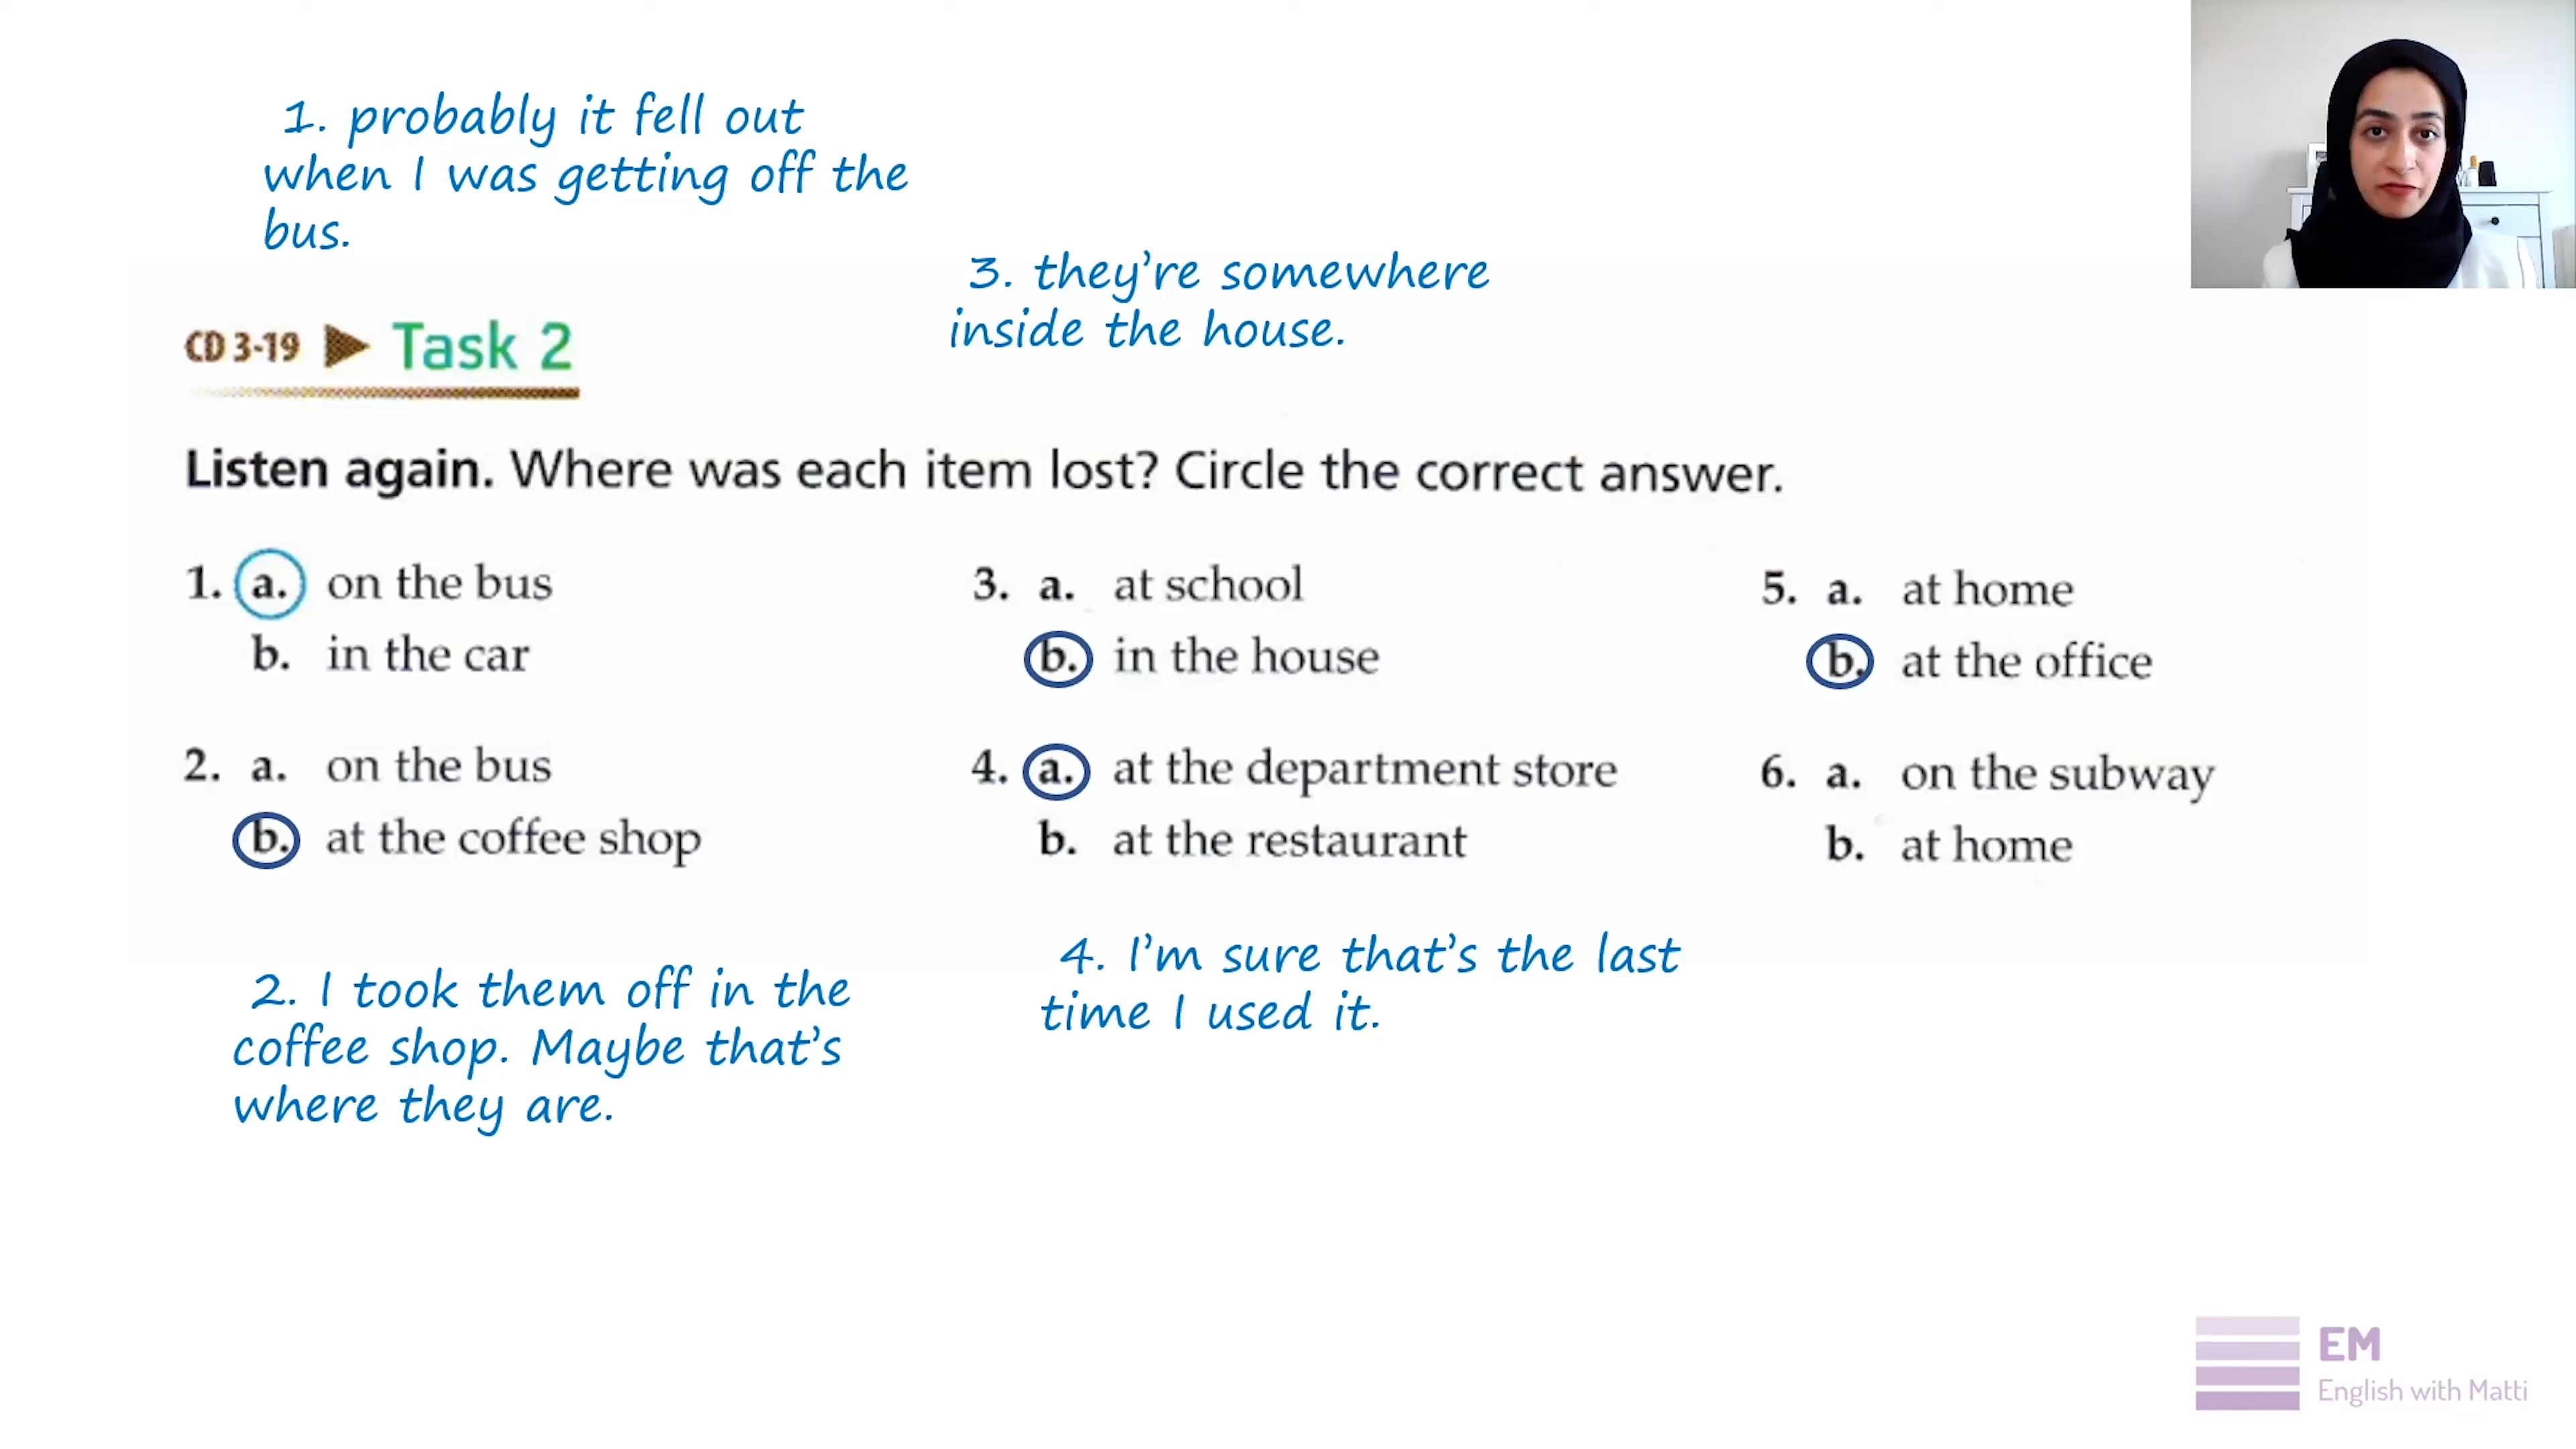 1. probably it fell out
when I was getting off the
bus.
3. they're somewhere
inside the house.
CD 3-19 ▶ Task 2
Listen again. Where was each item lost? Circle the correct answer.
1. a. on the bus
b. in the car
2. a. on the bus
b. at the coffee shop
3. a. at school
b. in the house
4. a. at the department store
b. at the restaurant
5. a. at home
b. at the office
6. a. on the subway
b. at home
2. I took them off in the
coffee shop. Maybe that's
where they are.
4. I'm sure that's the last
time I used it.
EM
English with Matti